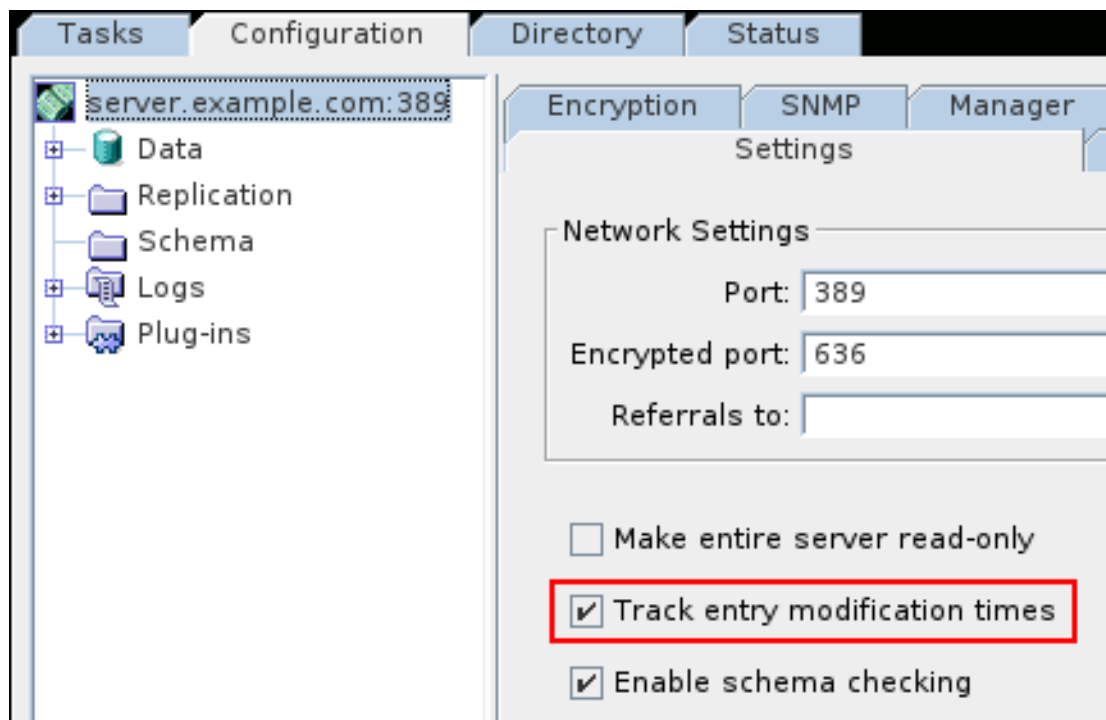 Tasks Configuration Directory Status
server.example.com:389
Data
Replication
Schema
Logs
Plug-ins
Encryption SNMP Manager
Settings
Network Settings
Port: 389
Encrypted port: 636
Referrals to:
Make entire server read-only
Track entry modification times
Enable schema checking